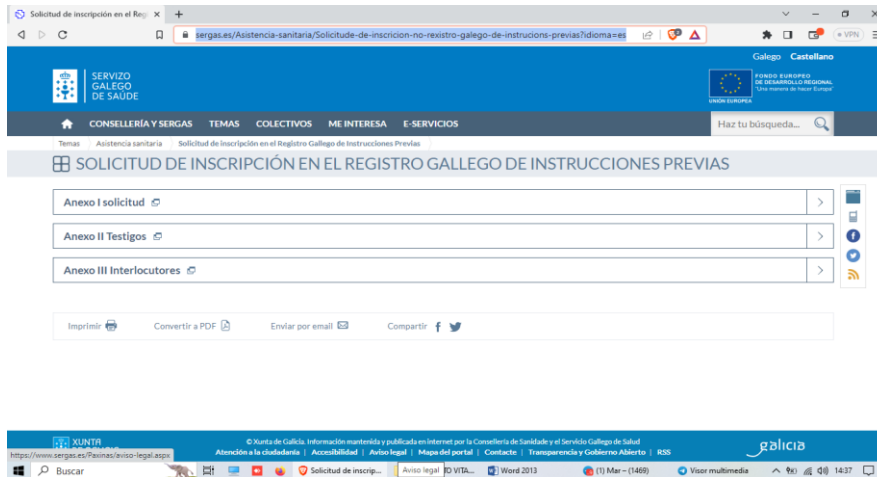 Solicitud de inscripción en el Reg
sergas.es/Asistencia-sanitaria/Solicitude-de-inscricion-no-rexistro-galego-de-instrucions-previas?idioma=es
VPN
Galego Castellano
SERVIZO
GALEGO
DE SAÚDE
UNIÓN EUROPEA
FONDO EUROPEO
DE DESARROLLO REGIONAL
"Una manera de hacer Europa"
CONSELLERÍA Y SERGAS TEMAS COLECTIVOS ME INTERESA E-SERVICIOS
Haz tu búsqueda...
Temas Asistencia sanitaria Solicitud de inscripción en el Registro Gallego de Instrucciones Previas
SOLICITUD DE INSCRIPCIÓN EN EL REGISTRO GALLEGO DE INSTRUCCIONES PREVIAS
Anexo I solicitud
Anexo II Testigos
Anexo III Interlocutores
Imprimir Convertir a PDF Enviar por email Compartir
XUNTA
© Xunta de Galicia. Información mantenida y publicada en internet por la Consellería de Sanidade y el Servicio Gallego de Salud
Atención a la ciudadanía | Accesibilidad | Aviso legal | Mapa del portal | Contacte | Transparencia y Gobierno Abierto | RSS
galicia
https://www.sergas.es/Paxinas/aviso-legal.aspx
Buscar
Solicitud de inscrip...
Aviso legal
O VITA...
Word 2013
(1) Mar – (1469)
Visor multimedia
14:37